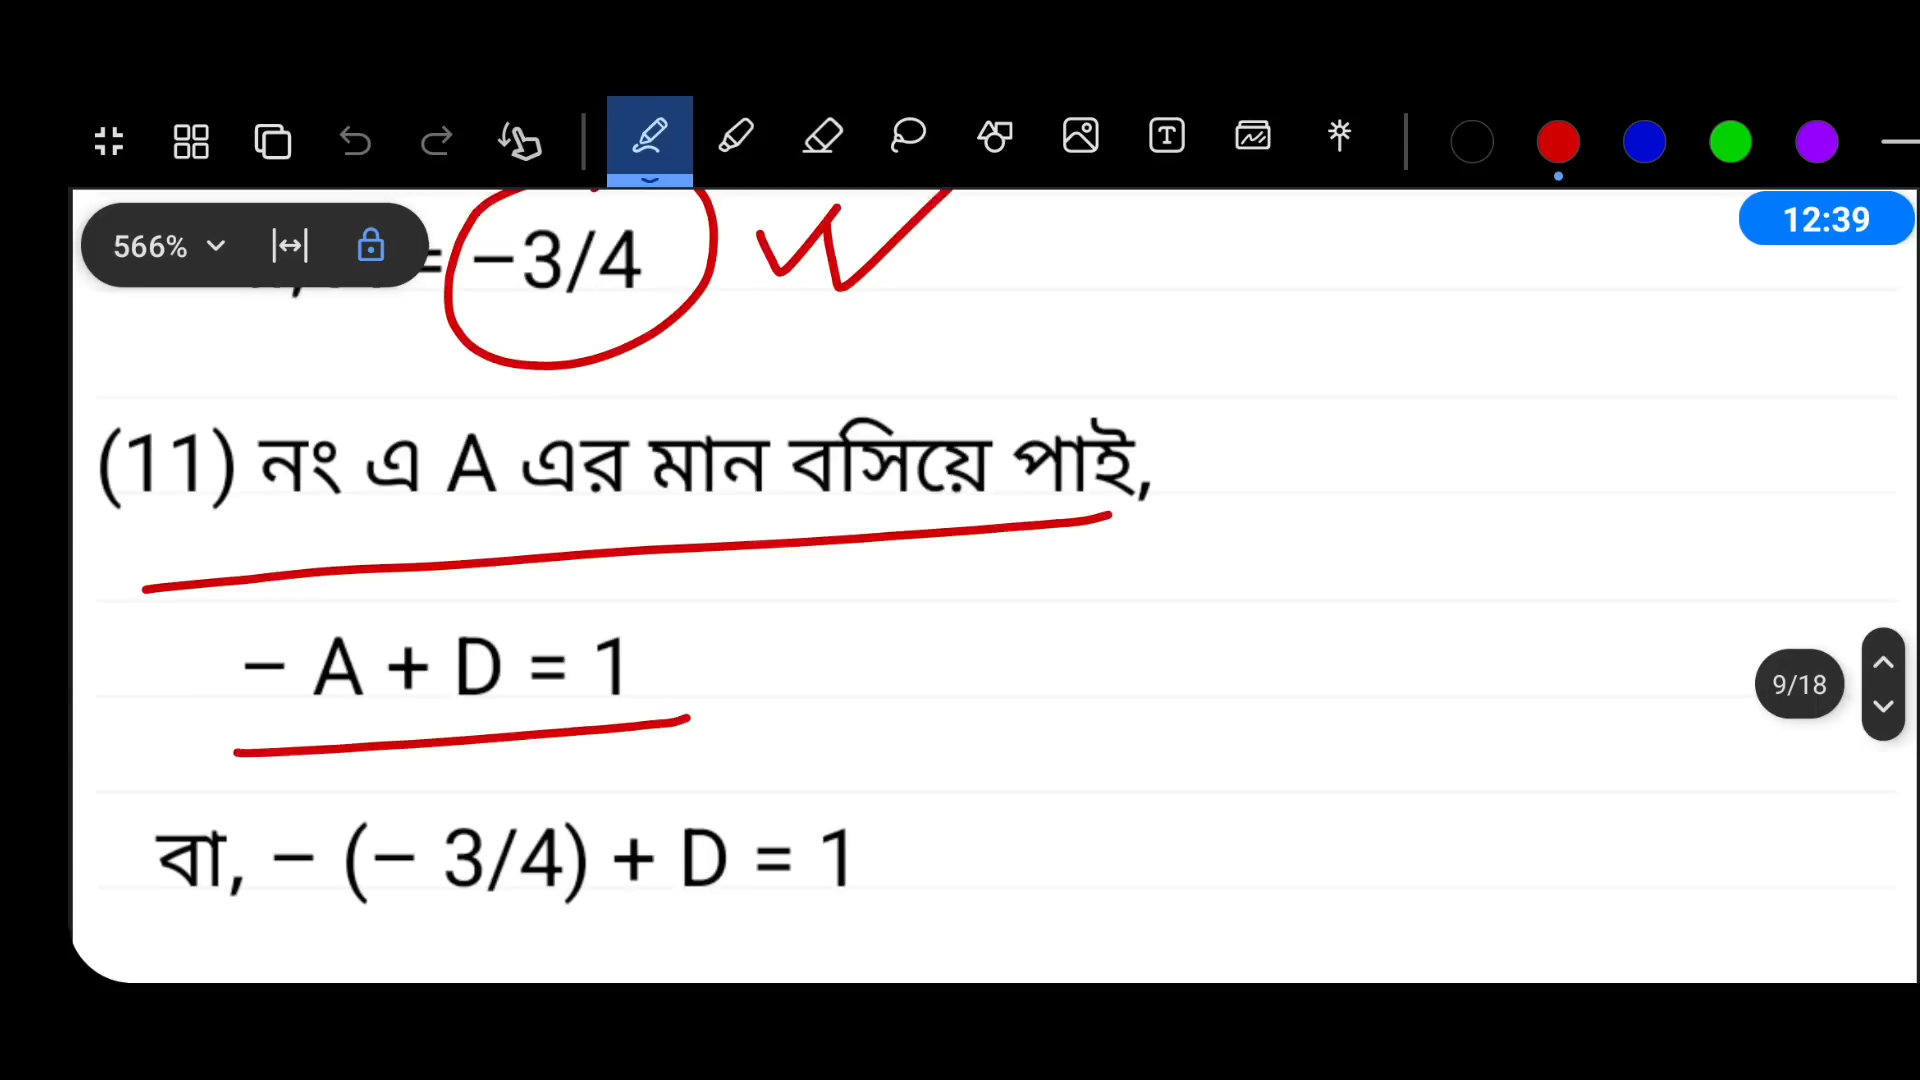 566%
12:39
= −3/4
(11) নং এ A এর মান বসিয়ে পাই,
− A + D = 1
9/18
বা, − (− 3/4) + D = 1